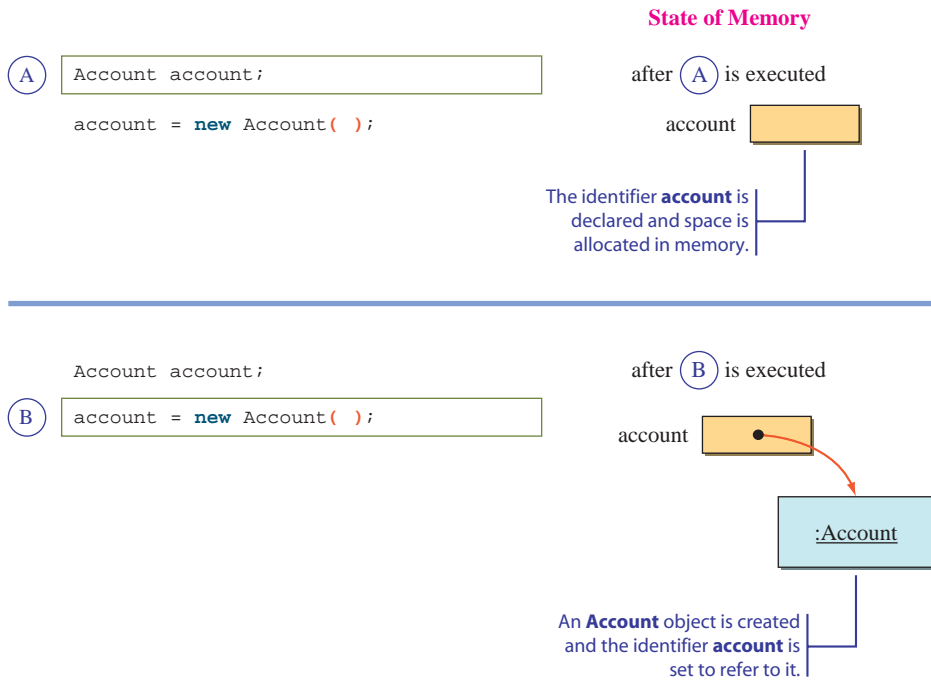 State of Memory
A Account account; after A is executed
account = new Account( ); account
The identifier account is
declared and space is
allocated in memory.
Account account; after B is executed
B account = new Account( );
account
:Account
An Account object is created
and the identifier account is
set to refer to it.